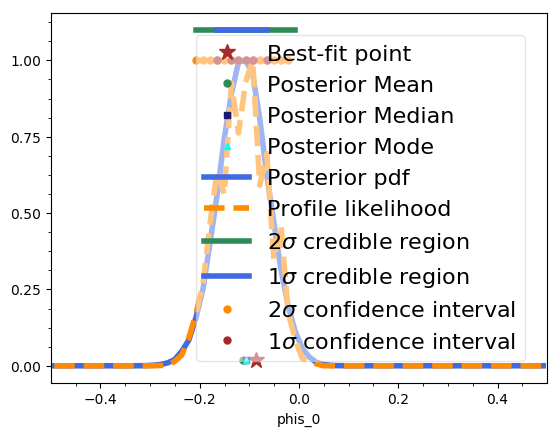 1.00
0.75
0.50
0.25
0.00
Best-fit point
Posterior Mean
Posterior Median
Posterior Mode
Posterior pdf
Profile likelihood
2σ credible region
1σ credible region
2σ confidence interval
1σ confidence interval
−0.4 −0.2 0.0 0.2 0.4
phis_0